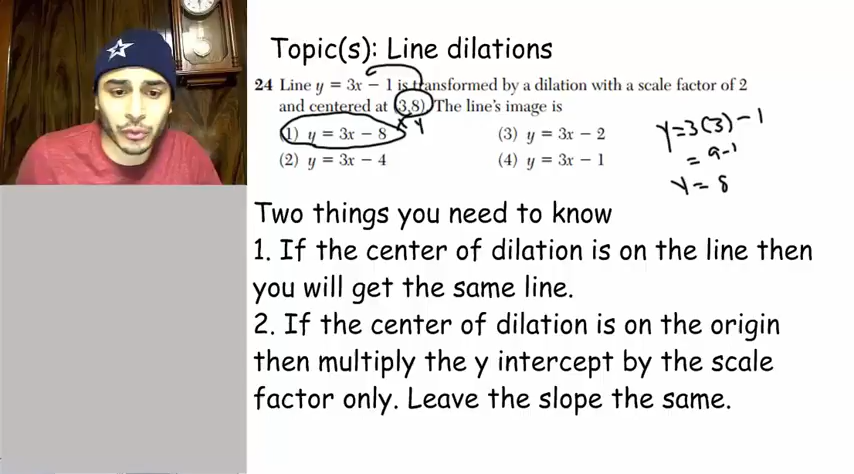 Topic(s): Line dilations
24 Line y = 3x − 1 is transformed by a dilation with a scale factor of 2
and centered at (3,8). The line's image is
x y
(1) y = 3x − 8 (3) y = 3x − 2
(2) y = 3x − 4 (4) y = 3x − 1
y=3(3)−1
= 9−1
y= 8
Two things you need to know
1. If the center of dilation is on the line then
you will get the same line.
2. If the center of dilation is on the origin
then multiply the y intercept by the scale
factor only. Leave the slope the same.